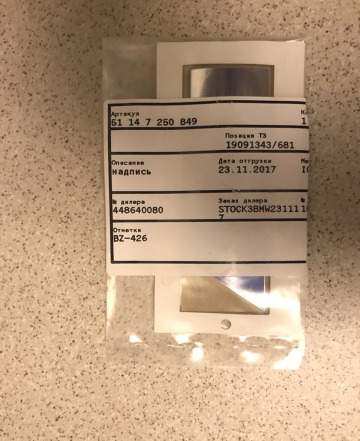 Артикул
51 14 7 250 849
Позиция ТЗ
19091343/681
Описание
надпись
Дата отгрузки
23.11.2017
№ дилера
448640080
Заказ дилера
STOCK3BMW23111
7
Отметка
BZ-426